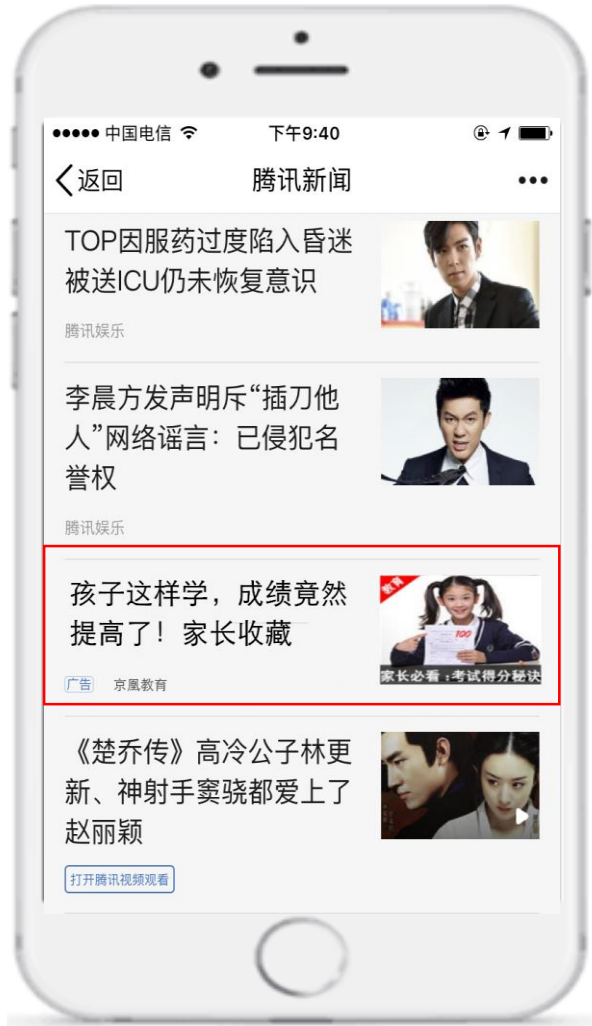 ●●●●● 中国电信 下午9:40
返回 腾讯新闻 •••
TOP因服药过度陷入昏迷
被送ICU仍未恢复意识
腾讯娱乐
李晨方发声明斥“插刀他
人”网络谣言：已侵犯名
誉权
腾讯娱乐
孩子这样学，成绩竟然
提高了！家长收藏
教育
100
家长必看：考试得分秘诀
广告 京凰教育
《楚乔传》高冷公子林更
新、神射手窦骁都爱上了
赵丽颖
打开腾讯视频观看